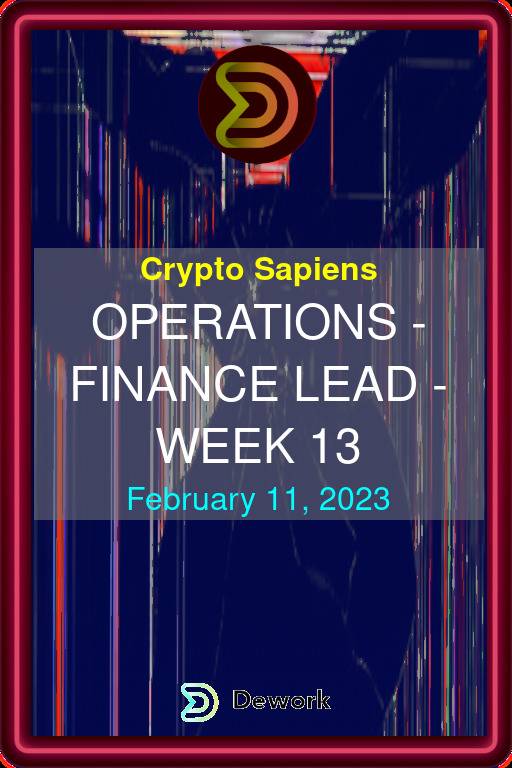 Crypto Sapiens
OPERATIONS -
FINANCE LEAD -
WEEK 13
February 11, 2023
Dework